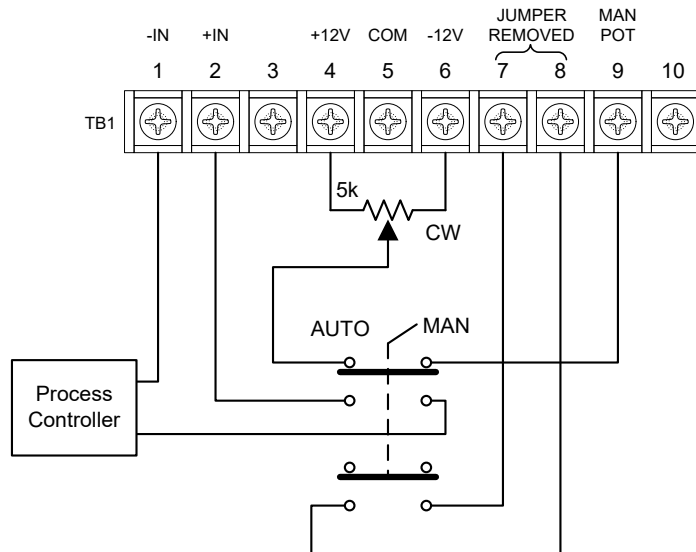 JUMPER MAN
-IN +IN +12V COM -12V REMOVED POT
1 2 3 4 5 6 7 8 9 10
TB1
5k
CW
AUTO MAN
Process
Controller